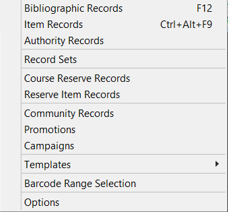 Bibliographic Records F12
Item Records Ctrl+Alt+F9
Authority Records
Record Sets
Course Reserve Records
Reserve Item Records
Community Records
Promotions
Campaigns
Templates
Barcode Range Selection
Options